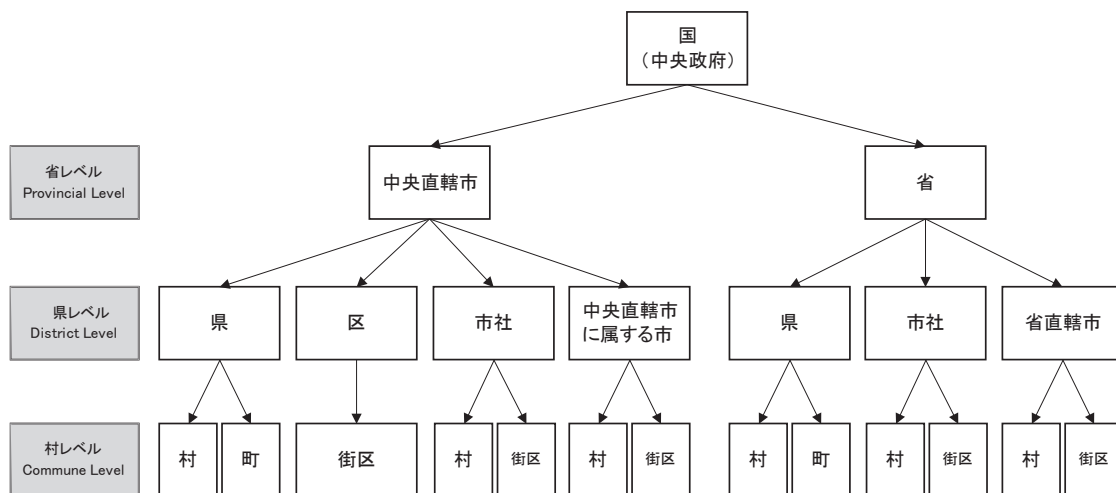 国
（中央政府）
省レベル
Provincial Level
中央直轄市
省
県レベル
District Level
県
区
市社
中央直轄市
に属する市
県
市社
省直轄市
村レベル
Commune Level
村
町
街区
村
街区
村
街区
村
町
村
街区
村
街区